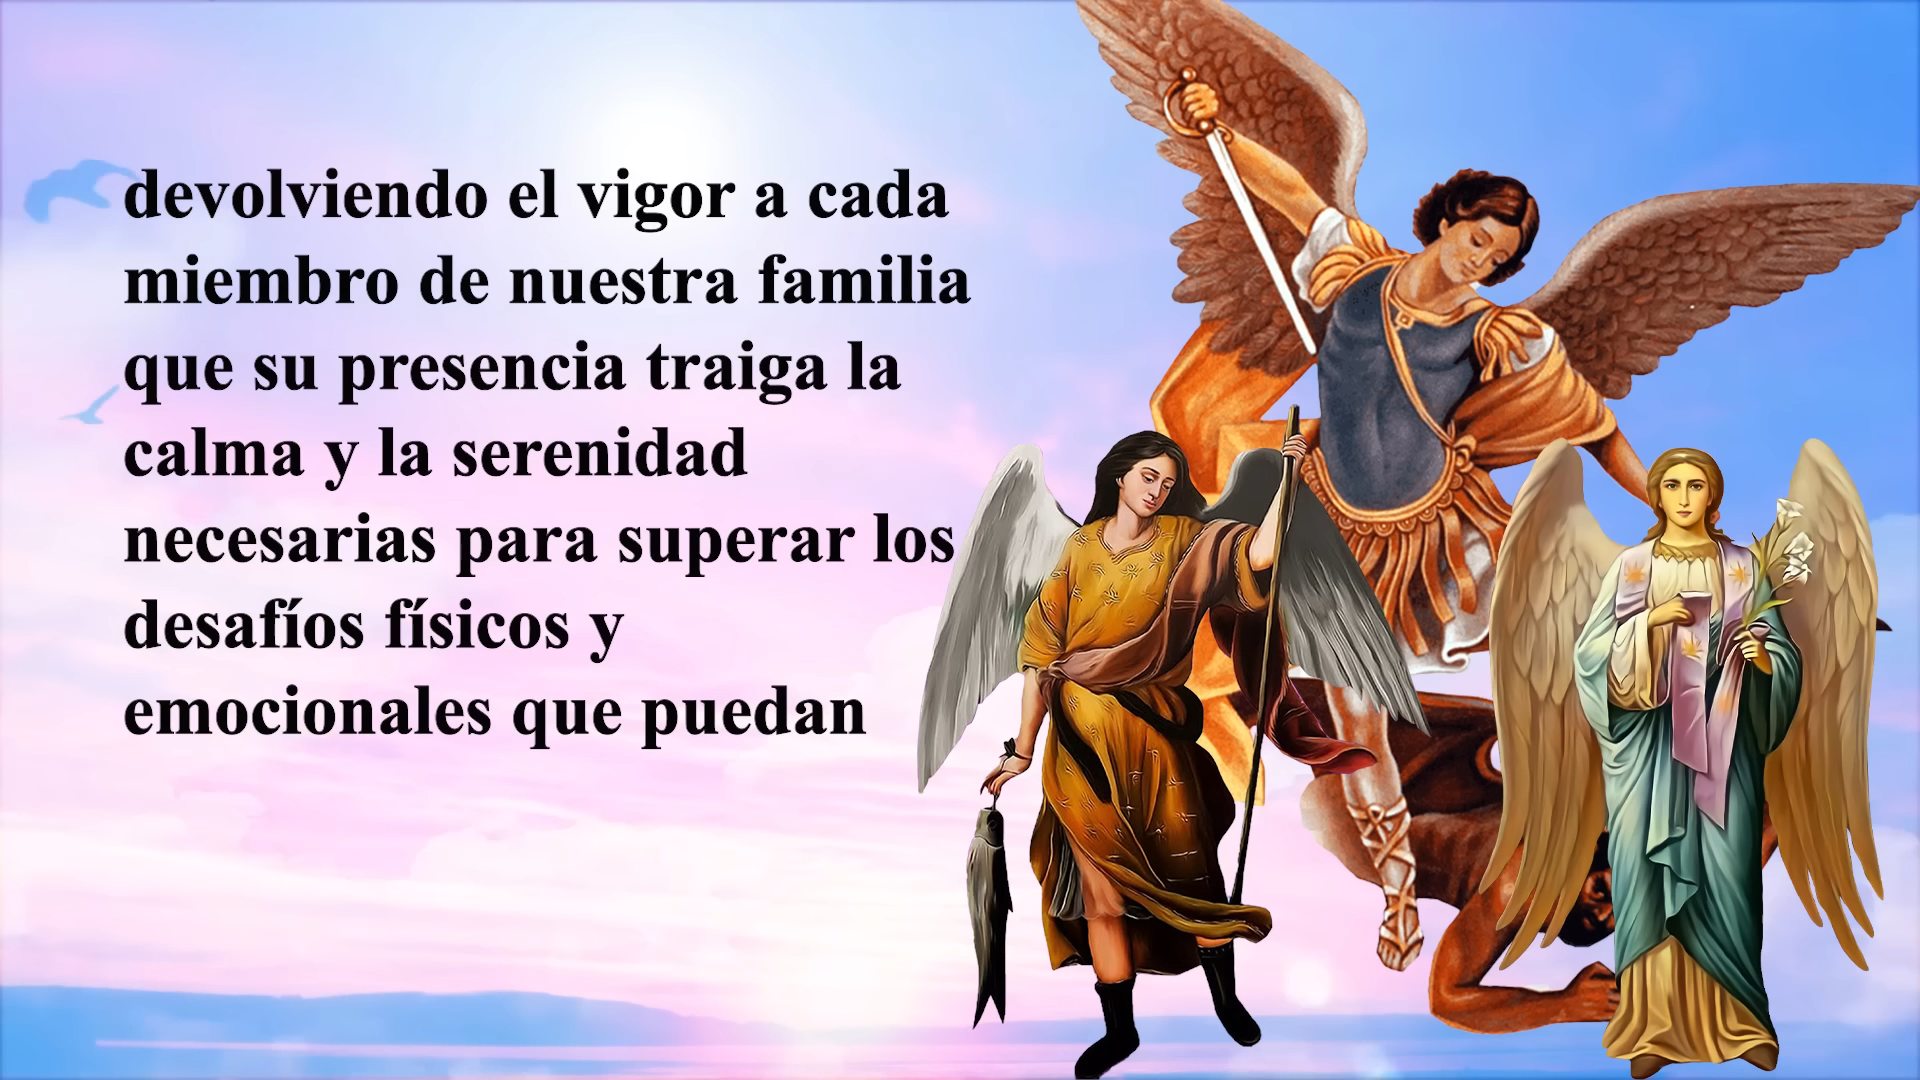 devolviendo el vigor a cada
miembro de nuestra familia
que su presencia traiga la
calma y la serenidad
necesarias para superar los
desafíos físicos y
emocionales que puedan